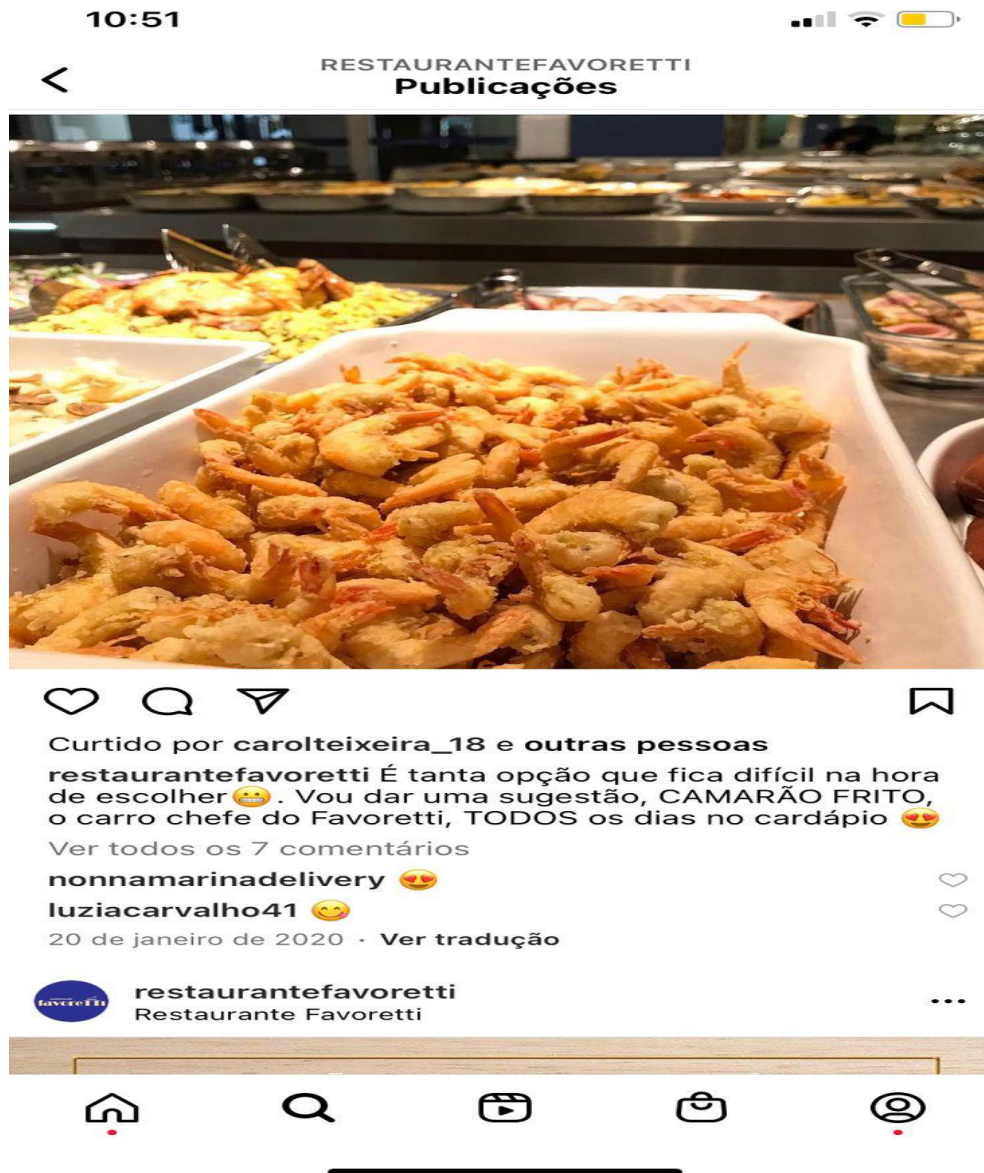 10:51
RESTAURANTEFAVORETTI
Publicações
Curtido por carolteixeira_18 e outras pessoas
restaurantefavoretti É tanta opção que fica difícil na hora
de escolher😬. Vou dar uma sugestão, CAMARÃO FRITO,
o carro chefe do Favoretti, TODOS os dias no cardápio 😍
Ver todos os 7 comentários
nonnamarinadelivery 😍
luziacarvalho41 😋
20 de janeiro de 2020 · Ver tradução
favoretti
restaurantefavoretti
Restaurante Favoretti